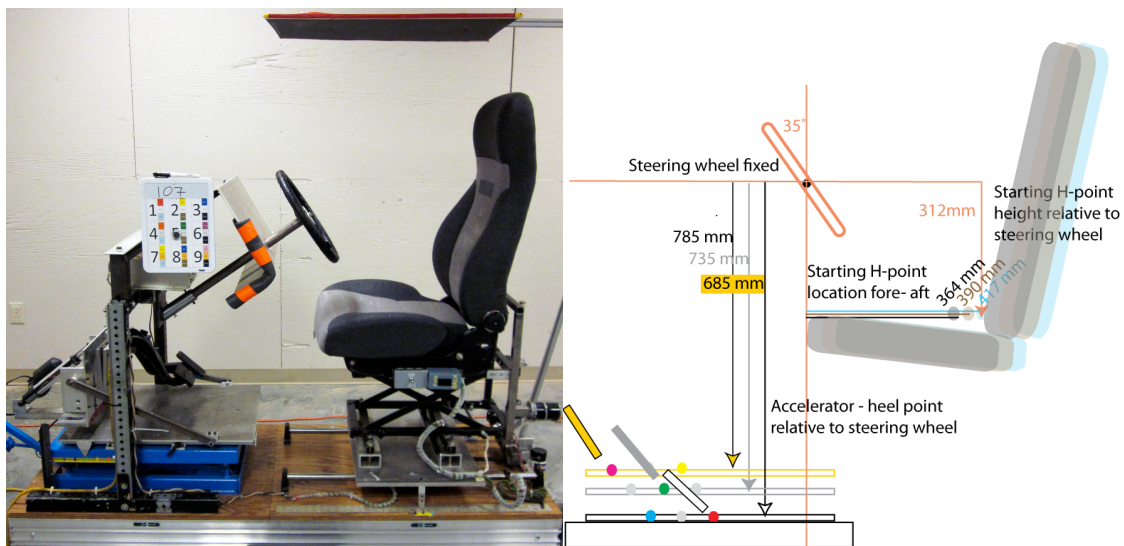 107
1 2 3
4 5 6
7 8 9
35°
Steering wheel fixed
312mm
Starting H-point
height relative to
steering wheel
785 mm
735 mm
685 mm
Starting H-point
location fore- aft
364 mm
390 mm
417 mm
Accelerator - heel point
relative to steering wheel